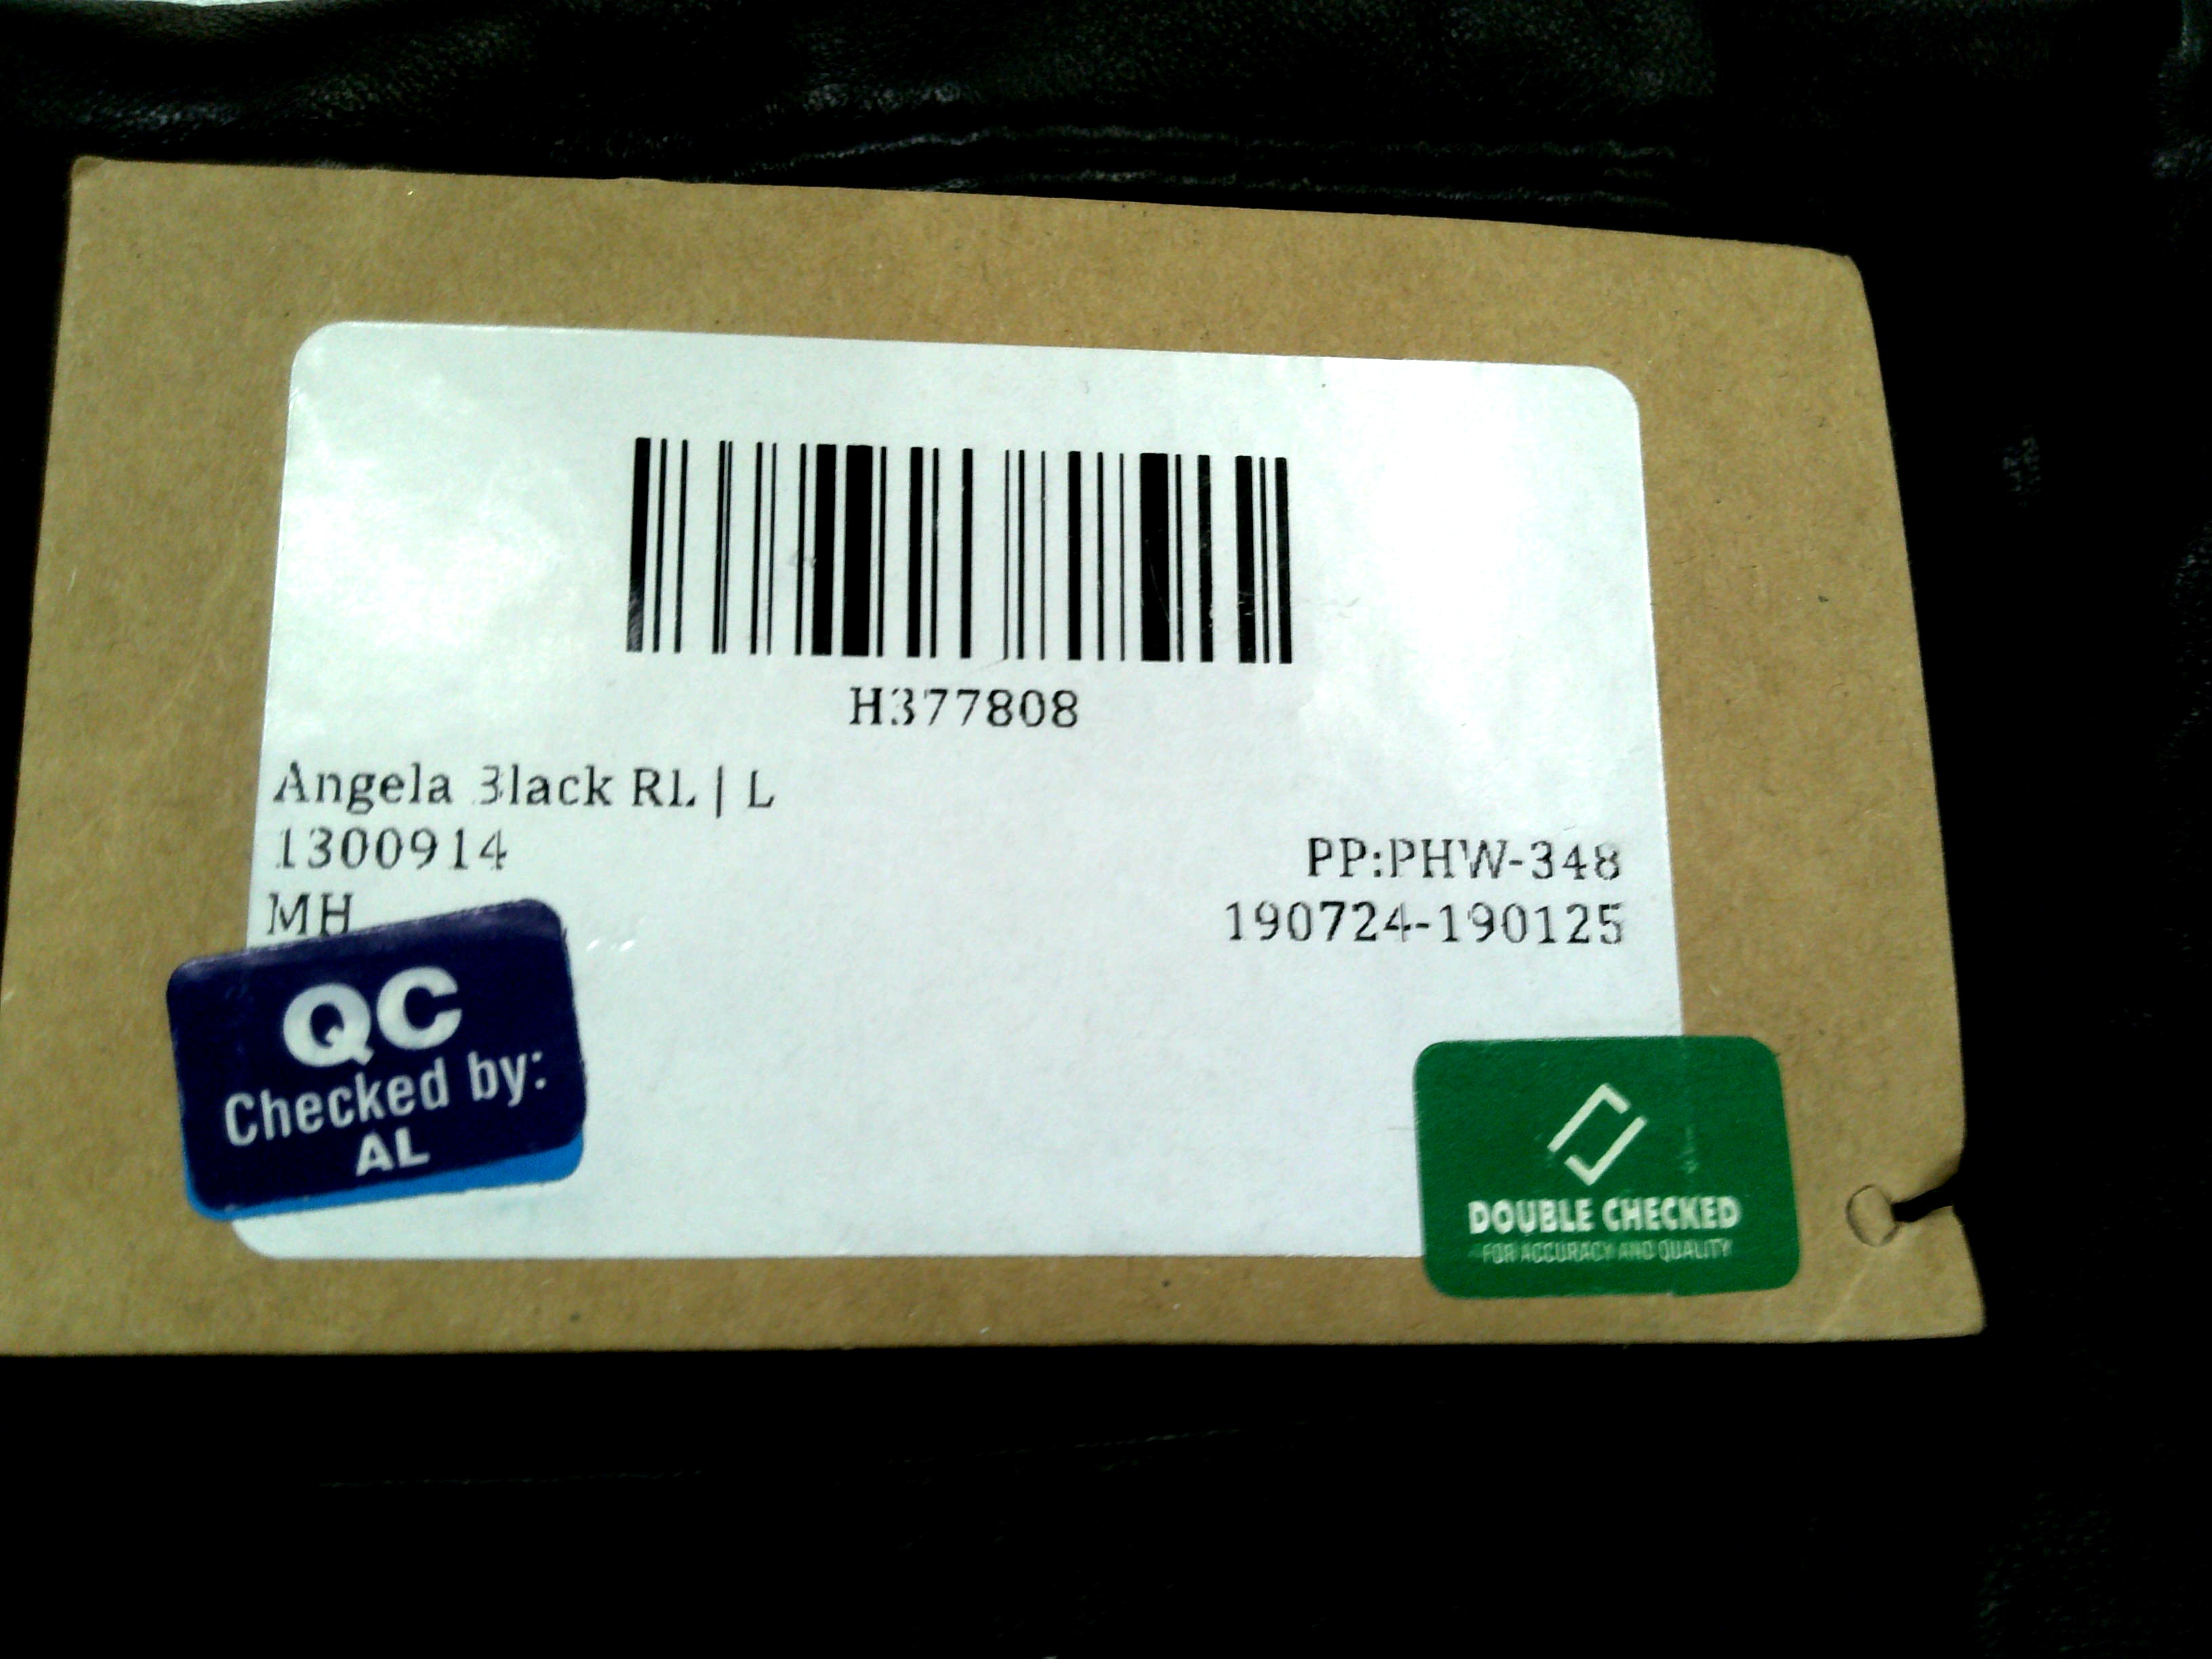 H377808
Angela Black RL | L
1300914
MH
PP:PHW-348
190724-190125
QC
Checked by:
AL
DOUBLE CHECKED
FOR ACCURACY AND QUALITY